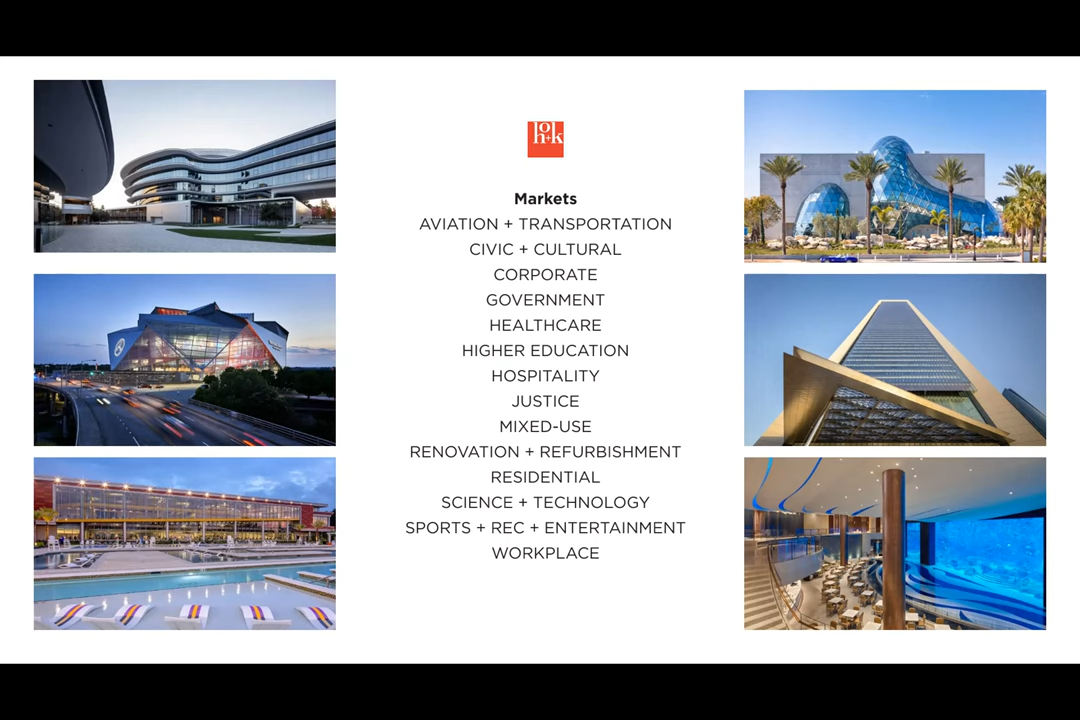 ho+k
Markets
AVIATION + TRANSPORTATION
CIVIC + CULTURAL
CORPORATE
GOVERNMENT
HEALTHCARE
HIGHER EDUCATION
HOSPITALITY
JUSTICE
MIXED-USE
RENOVATION + REFURBISHMENT
RESIDENTIAL
SCIENCE + TECHNOLOGY
SPORTS + REC + ENTERTAINMENT
WORKPLACE